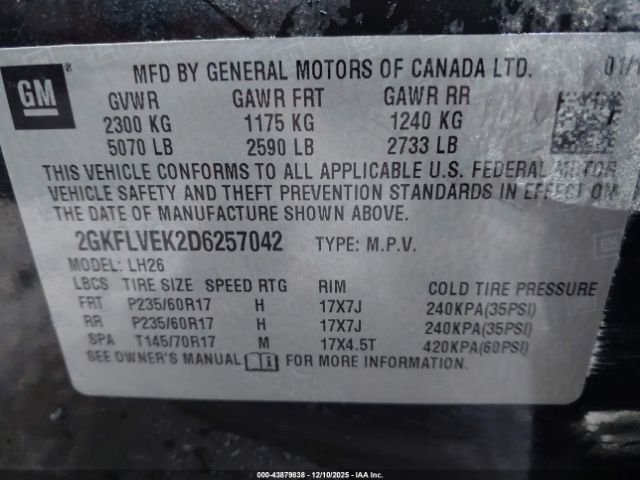 GM ®
MFD BY GENERAL MOTORS OF CANADA LTD. 01/
GVWR GAWR FRT GAWR RR
2300 KG 1175 KG 1240 KG
5070 LB 2590 LB 2733 LB
THIS VEHICLE CONFORMS TO ALL APPLICABLE U.S. FEDERAL MOTOR
VEHICLE SAFETY AND THEFT PREVENTION STANDARDS IN EFFECT ON
THE DATE OF MANUFACTURE SHOWN ABOVE.
2GKFLVEK2D6257042 TYPE: M.P.V.
MODEL: LH26
LBCS TIRE SIZE SPEED RTG RIM COLD TIRE PRESSURE
FRT P235/60R17 H 17X7J 240KPA(35PSI)
RR P235/60R17 H 17X7J 240KPA(35PSI)
SPA T145/70R17 M 17X4.5T 420KPA(60PSI)
SEE OWNER'S MANUAL FOR MORE INFORMATION
©2025 - 43879838 - 12/10/2025 - IAA Inc.